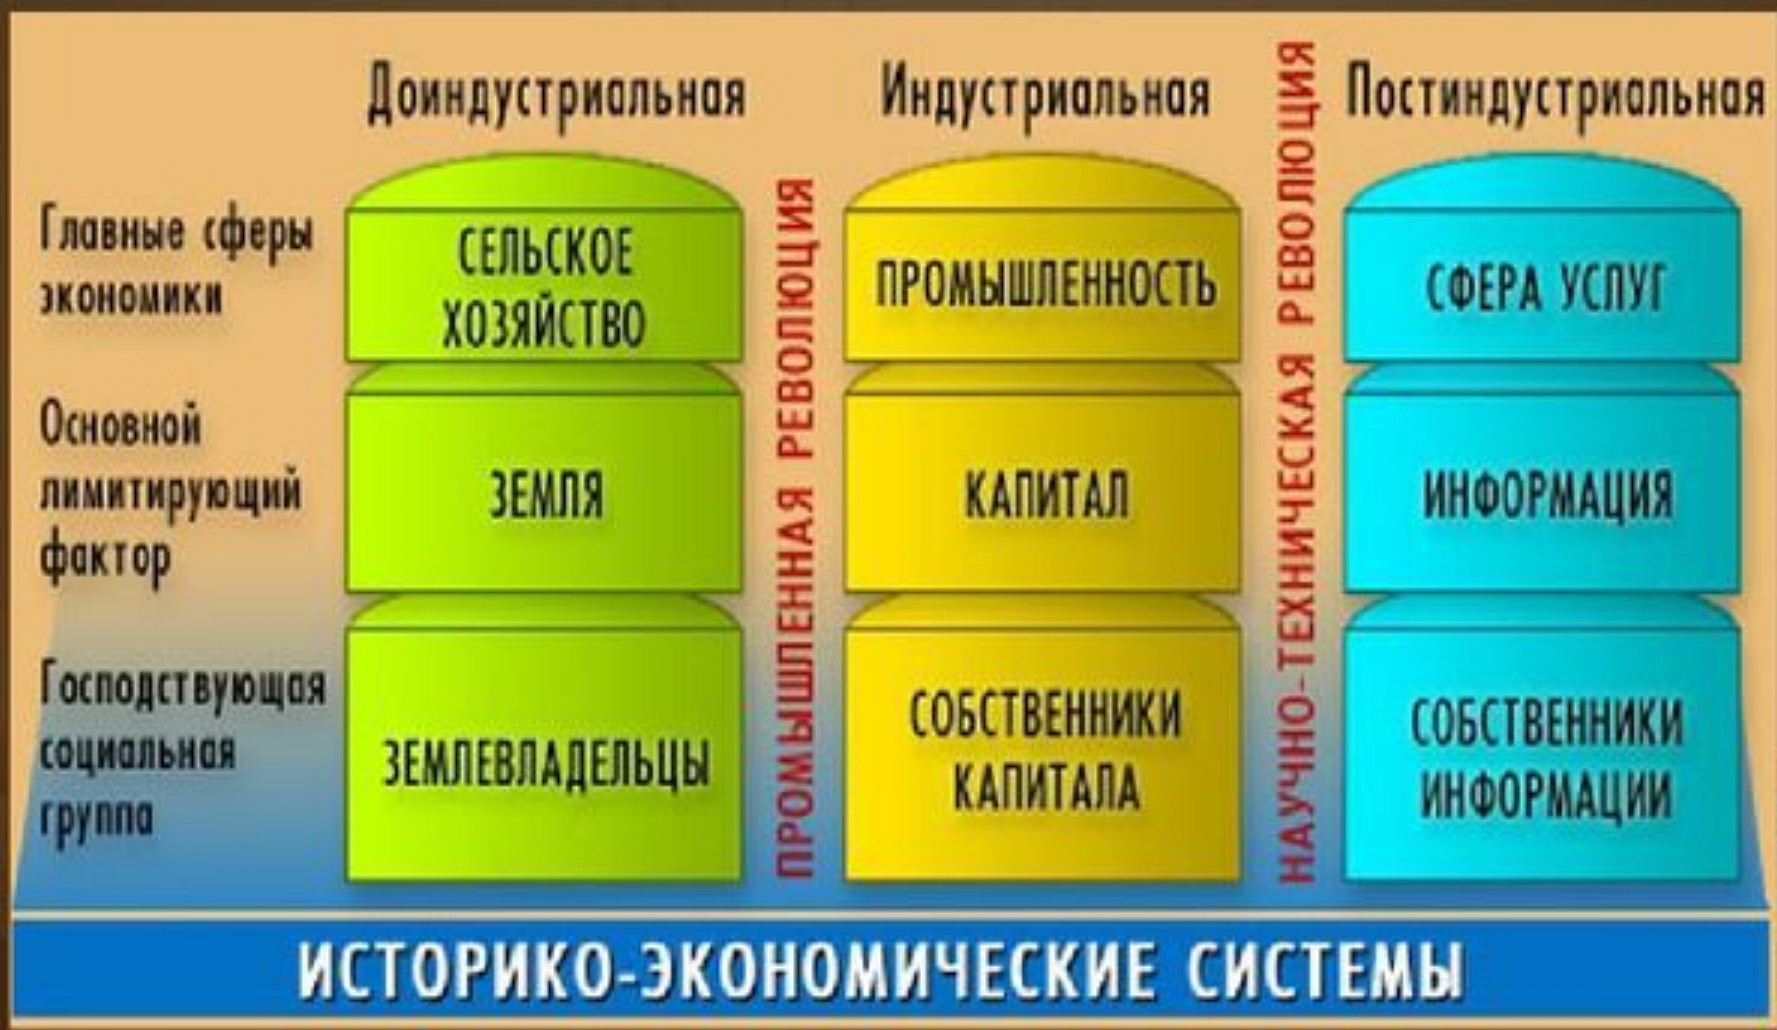 Доиндустриальная
Индустриальная
Постиндустриальная
Главные сферы
экономики
СЕЛЬСКОЕ
ХОЗЯЙСТВО
ПРОМЫШЛЕННОСТЬ
СФЕРА УСЛУГ
Основной
лимитирующий
фактор
ЗЕМЛЯ
КАПИТАЛ
ИНФОРМАЦИЯ
Господствующая
социальная
группа
ЗЕМЛЕВЛАДЕЛЬЦЫ
СОБСТВЕННИКИ
КАПИТАЛА
СОБСТВЕННИКИ
ИНФОРМАЦИИ
ПРОМЫШЛЕННАЯ РЕВОЛЮЦИЯ
НАУЧНО-ТЕХНИЧЕСКАЯ РЕВОЛЮЦИЯ
ИСТОРИКО-ЭКОНОМИЧЕСКИЕ СИСТЕМЫ